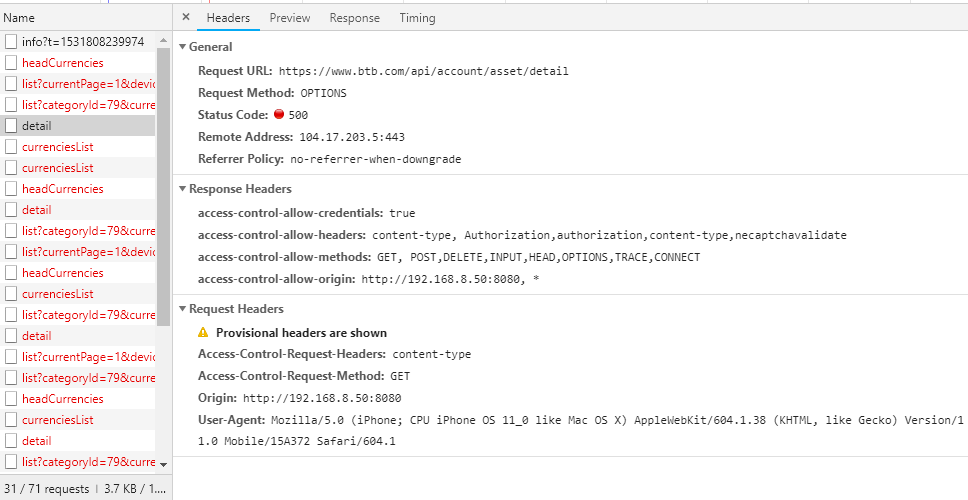 Name
info?t=1531808239974
headCurrencies
list?currentPage=1&devic
list?categoryId=79&curre
detail
currenciesList
currenciesList
headCurrencies
detail
list?categoryId=79&curre
list?currentPage=1&devic
headCurrencies
currenciesList
list?categoryId=79&curre
detail
list?currentPage=1&devic
list?categoryId=79&curre
headCurrencies
currenciesList
detail
list?categoryId=79&curre
31 / 71 requests | 3.7 KB / 1....
× Headers Preview Response Timing
General
Request URL: https://www.btb.com/api/account/asset/detail
Request Method: OPTIONS
Status Code: 500
Remote Address: 104.17.203.5:443
Referrer Policy: no-referrer-when-downgrade
Response Headers
access-control-allow-credentials: true
access-control-allow-headers: content-type, Authorization,authorization,content-type,necaptchavalidate
access-control-allow-methods: GET, POST,DELETE,INPUT,HEAD,OPTIONS,TRACE,CONNECT
access-control-allow-origin: http://192.168.8.50:8080, *
Request Headers
Provisional headers are shown
Access-Control-Request-Headers: content-type
Access-Control-Request-Method: GET
Origin: http://192.168.8.50:8080
User-Agent: Mozilla/5.0 (iPhone; CPU iPhone OS 11_0 like Mac OS X) AppleWebKit/604.1.38 (KHTML, like Gecko) Version/1
1.0 Mobile/15A372 Safari/604.1